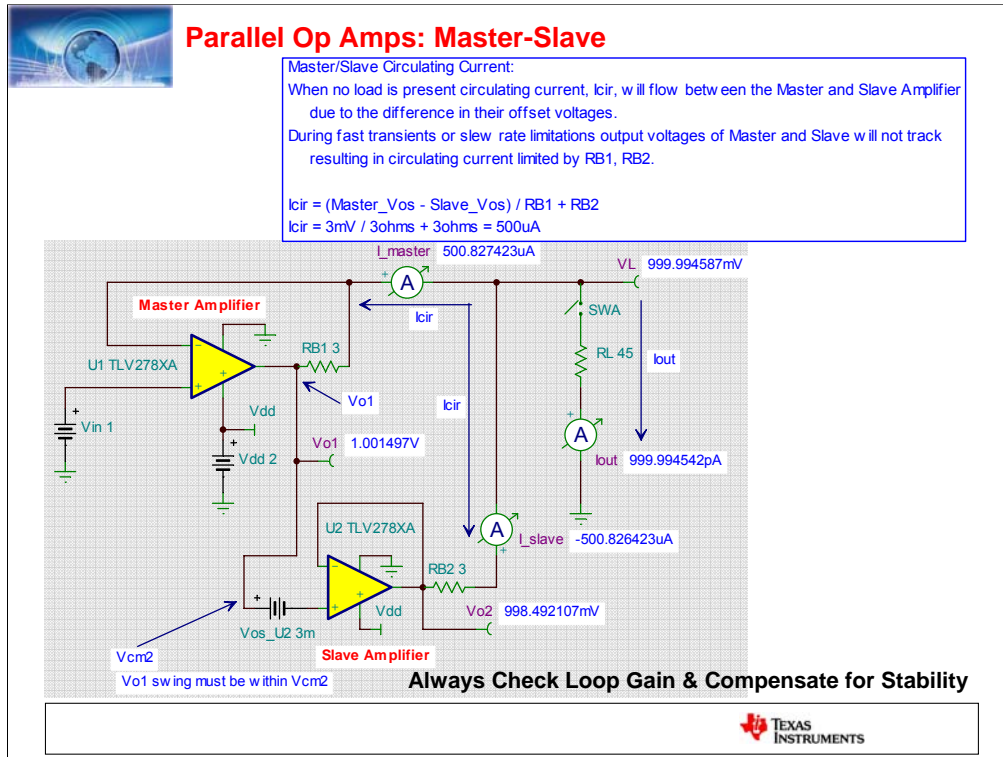 Parallel Op Amps: Master-Slave
Master/Slave Circulating Current:
When no load is present circulating current, Icir, will flow between the Master and Slave Amplifier
due to the difference in their offset voltages.
During fast transients or slew rate limitations output voltages of Master and Slave will not track
resulting in circulating current limited by RB1, RB2.
Icir = (Master_Vos - Slave_Vos) / RB1 + RB2
Icir = 3mV / 3ohms + 3ohms = 500uA
I_master 500.827423uA
+
A
VL 999.994587mV
Master Amplifier
Icir
SWA
RB1 3
RL 45
Iout
U1 TLV278XA
-
+
+
Vo1
Icir
+
Vin 1
Vdd
+
Vdd 2
Vo1 1.001497V
+
A
Iout 999.994542pA
U2 TLV278XA
A
+
I_slave -500.826423uA
-
+
+
RB2 3
+
Vos_U2 3m
Vdd
Vo2 998.492107mV
Vcm2
Slave Amplifier
Vo1 swing must be within Vcm2
Always Check Loop Gain & Compensate for Stability
TEXAS
INSTRUMENTS